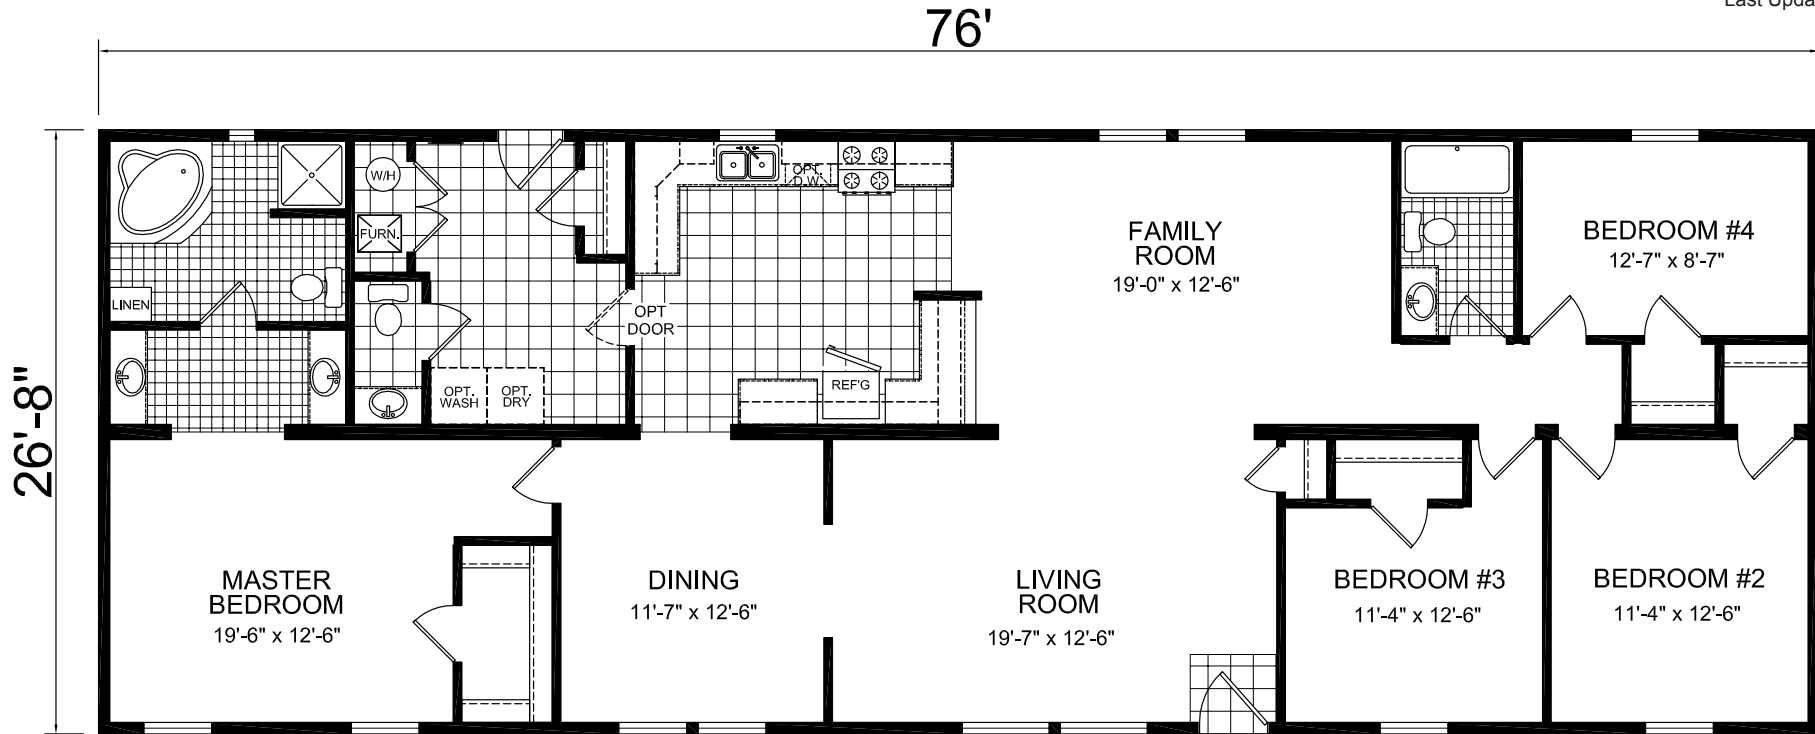 Last Upda
76'
26'-8"
W/H
FURN.
LINEN
OPT.
D.W.
OPT
DOOR
OPT.
WASH
OPT.
DRY
REF'G
FAMILY
ROOM
19'-0" x 12'-6"
BEDROOM #4
12'-7" x 8'-7"
MASTER
BEDROOM
19'-6" x 12'-6"
DINING
11'-7" x 12'-6"
LIVING
ROOM
19'-7" x 12'-6"
BEDROOM #3
11'-4" x 12'-6"
BEDROOM #2
11'-4" x 12'-6"